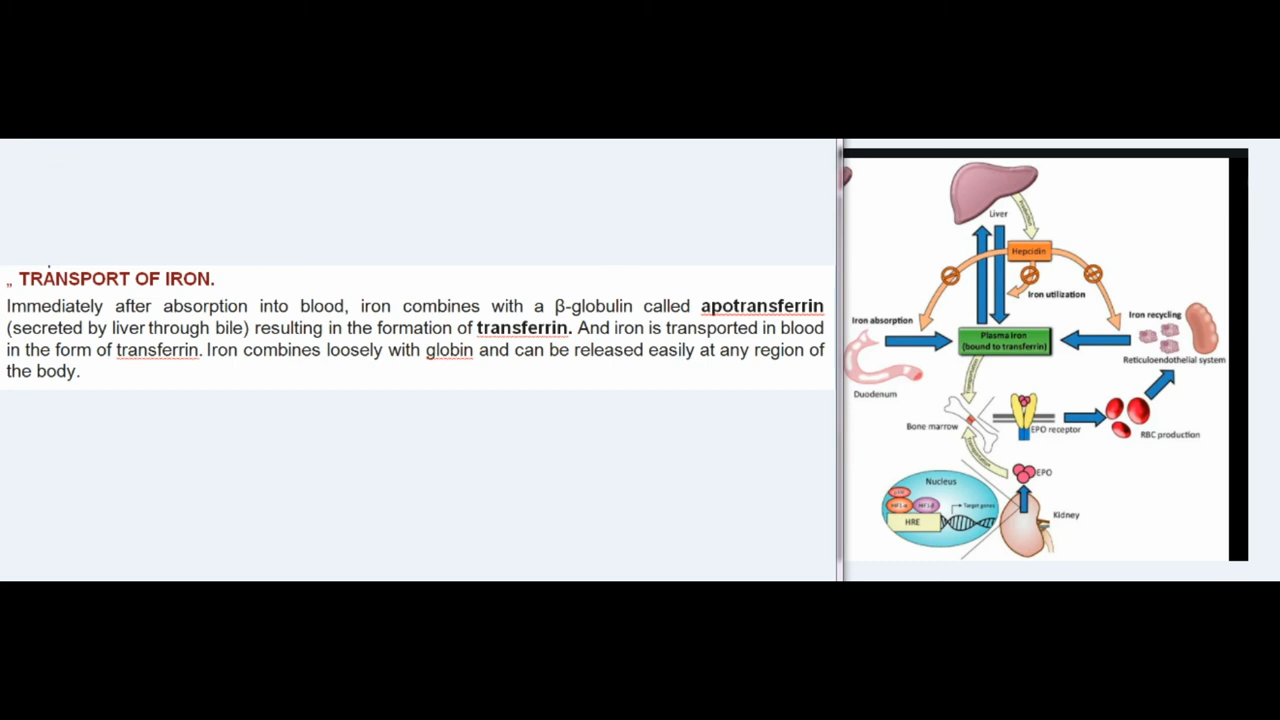 „ TRANSPORT OF IRON.
Immediately after absorption into blood, iron combines with a β-globulin called apotransferrin
(secreted by liver through bile) resulting in the formation of transferrin. And iron is transported in blood
in the form of transferrin. Iron combines loosely with globin and can be released easily at any region of
the body.
Liver
Production
Hepcidin
Iron utilization
Iron absorption
Iron recycling
Plasma iron
(bound to transferrin)
Reticuloendothelial system
Duodenum
Bone marrow
EPO receptor
RBC production
EPO
Nucleus
Target genes
HRE
Kidney